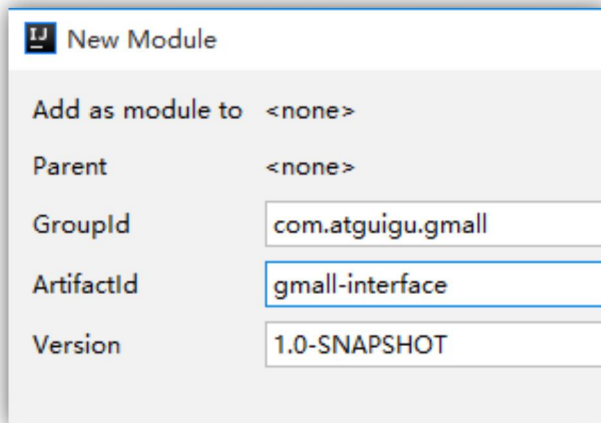 IJ New Module
Add as module to <none>
Parent <none>
GroupId com.atguigu.gmall
ArtifactId gmall-interface
Version 1.0-SNAPSHOT